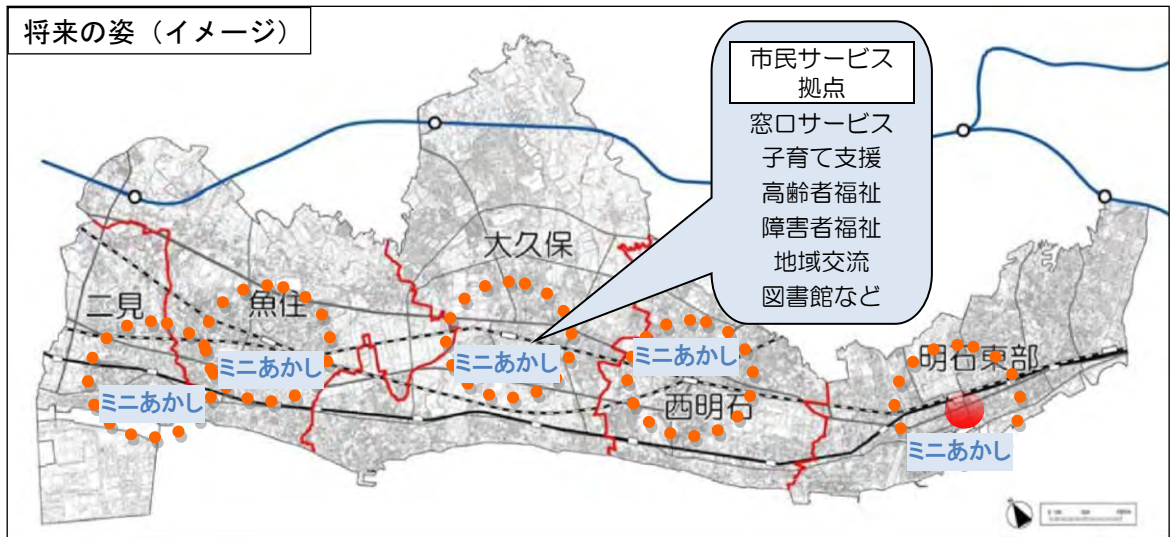 将来の姿（イメージ）
市民サービス
拠点
窓口サービス
子育て支援
高齢者福祉
障害者福祉
地域交流
図書館など
大久保
二見
魚住
明石東部
西明石
ミニあかし
ミニあかし
ミニあかし
ミニあかし
ミニあかし